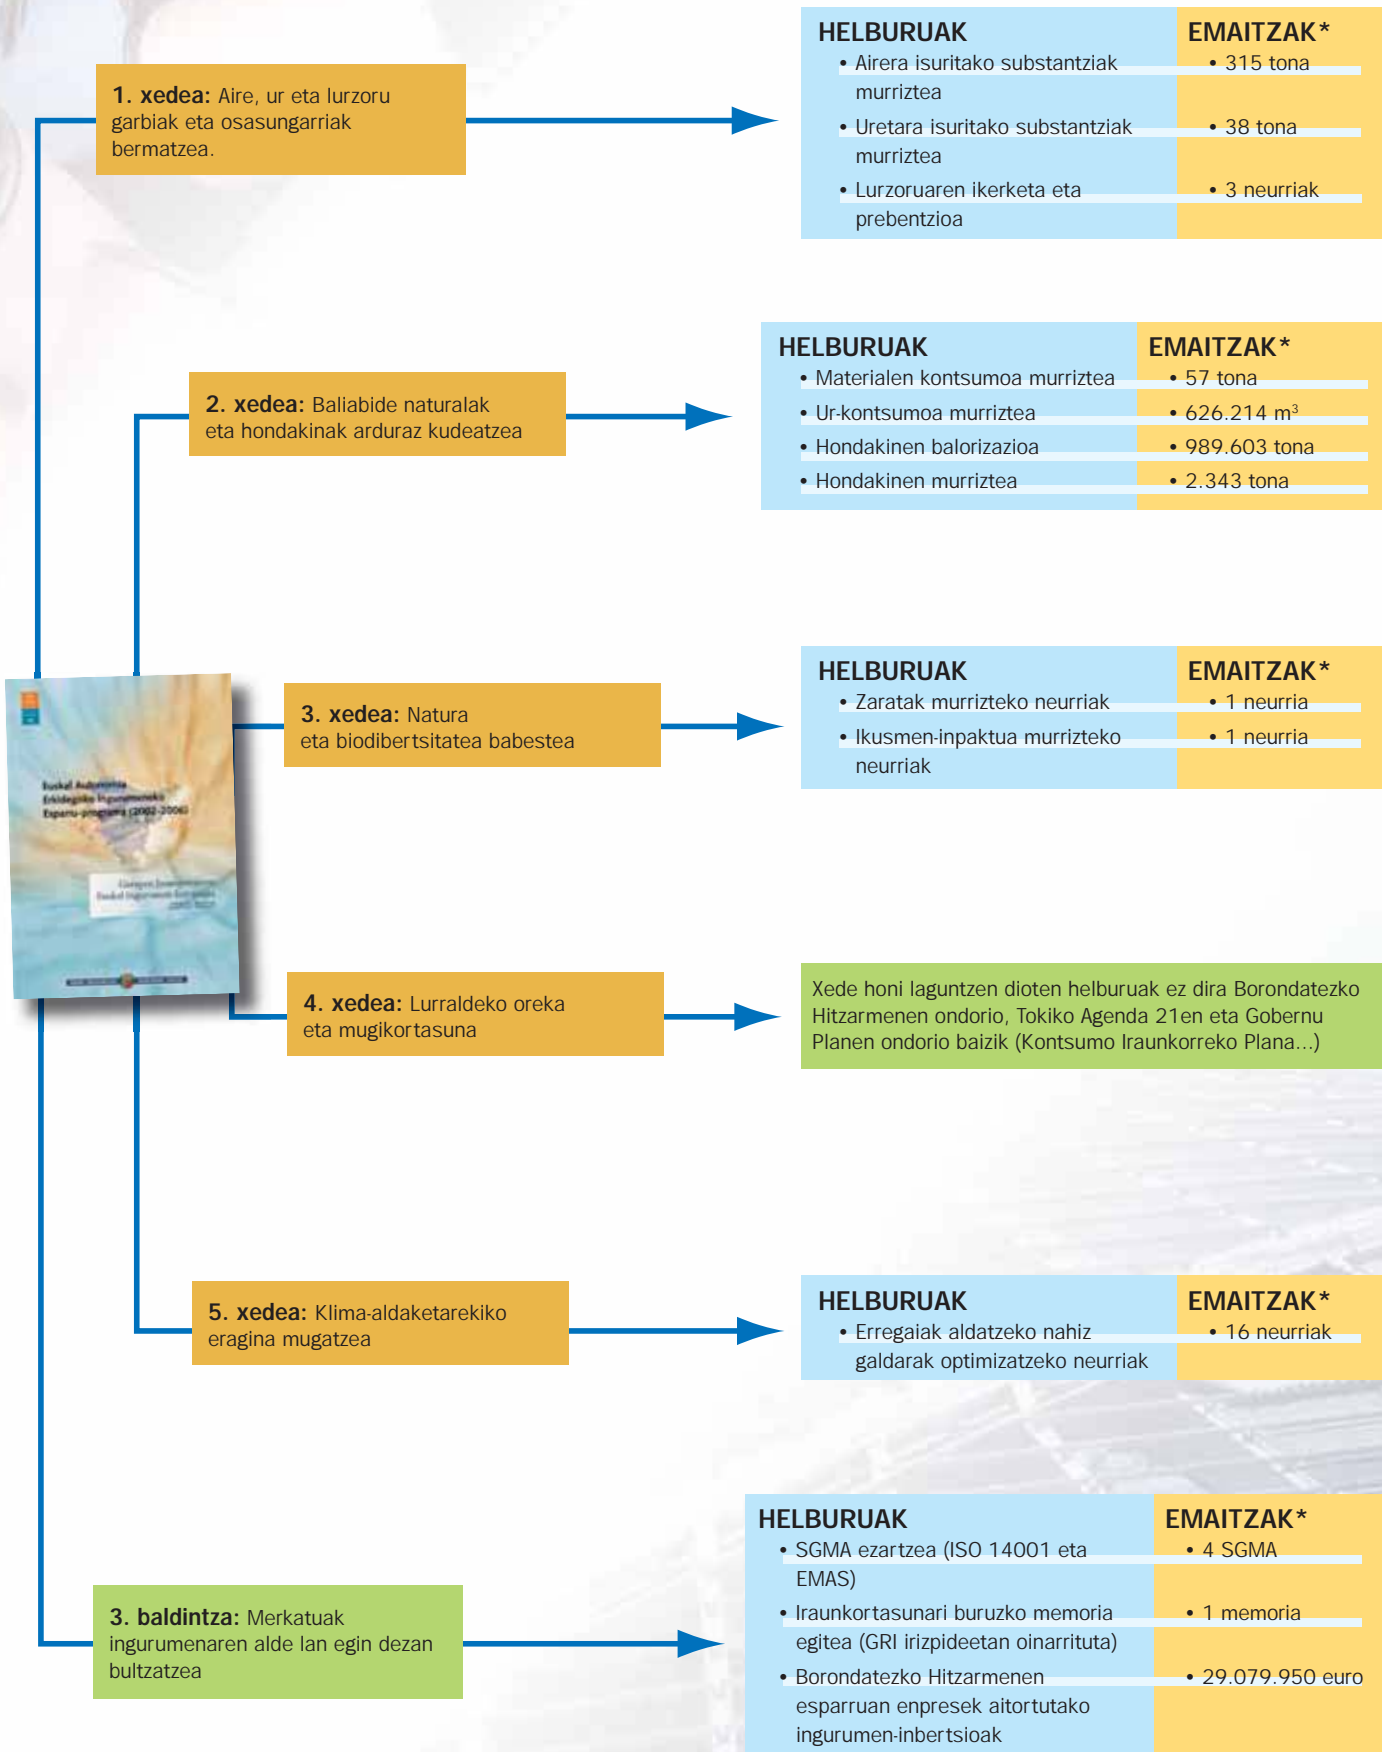 HELBURUAK EMAITZAK*
• Airera isuritako substantziak • 315 tona
murriztea
• Uretara isuritako substantziak • 38 tona
murriztea
• Lurzoruaren ikerketa eta • 3 neurriak
prebentzioa
1. xedea: Aire, ur eta lurzoru
garbiak eta osasungarriak
bermatzea.
HELBURUAK EMAITZAK*
• Materialen kontsumoa murriztea • 57 tona
• Ur-kontsumoa murriztea • 626.214 m³
• Hondakinen balorizazioa • 989.603 tona
• Hondakinen murriztea • 2.343 tona
2. xedea: Baliabide naturalak
eta hondakinak arduraz kudeatzea
HELBURUAK EMAITZAK*
• Zaratak murrizteko neurriak • 1 neurria
• Ikusmen-inpaktua murrizteko • 1 neurria
neurriak
3. xedea: Natura
eta biodibertsitatea babestea
Euskal Autonomia
Erkidegoko Ingurumeneko
Esparru-programa (2002-2006)
4. xedea: Lurraldeko oreka
eta mugikortasuna
Xede honi laguntzen dioten helburuak ez dira Borondatezko
Hitzarmenen ondorio, Tokiko Agenda 21en eta Gobernu
Planen ondorio baizik (Kontsumo Iraunkorreko Plana...)
5. xedea: Klima-aldaketarekiko
eragina mugatzea
HELBURUAK EMAITZAK*
• Erregaiak aldatzeko nahiz • 16 neurriak
galdarak optimizatzeko neurriak
3. baldintza: Merkatuak
ingurumenaren alde lan egin dezan
bultzatzea
HELBURUAK EMAITZAK*
• SGMA ezartzea (ISO 14001 eta • 4 SGMA
EMAS)
• Iraunkortasunari buruzko memoria • 1 memoria
egitea (GRI irizpideetan oinarrituta)
• Borondatezko Hitzarmenen • 29.079.950 euro
esparruan enpresek aitortutako
ingurumen-inbertsioak